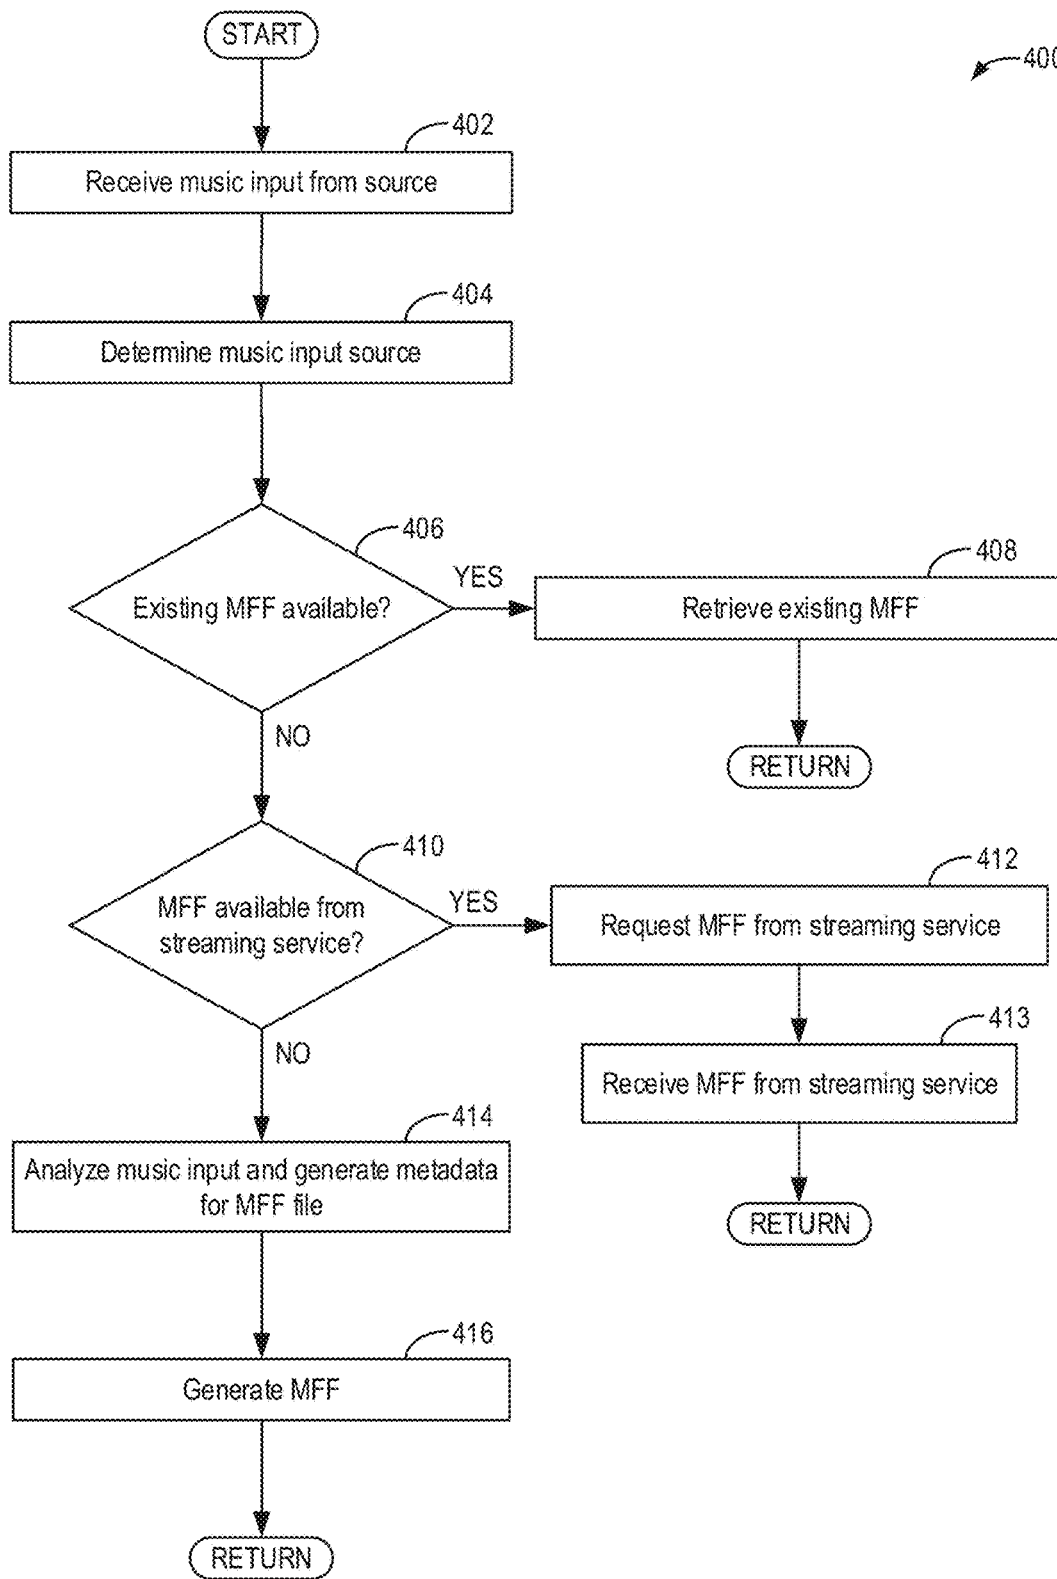 START
400
402
Receive music input from source
404
Determine music input source
406
Existing MFF available?
YES
408
Retrieve existing MFF
RETURN
NO
410
MFF available from
streaming service?
YES
412
Request MFF from streaming service
413
Receive MFF from streaming service
RETURN
NO
414
Analyze music input and generate metadata
for MFF file
416
Generate MFF
RETURN